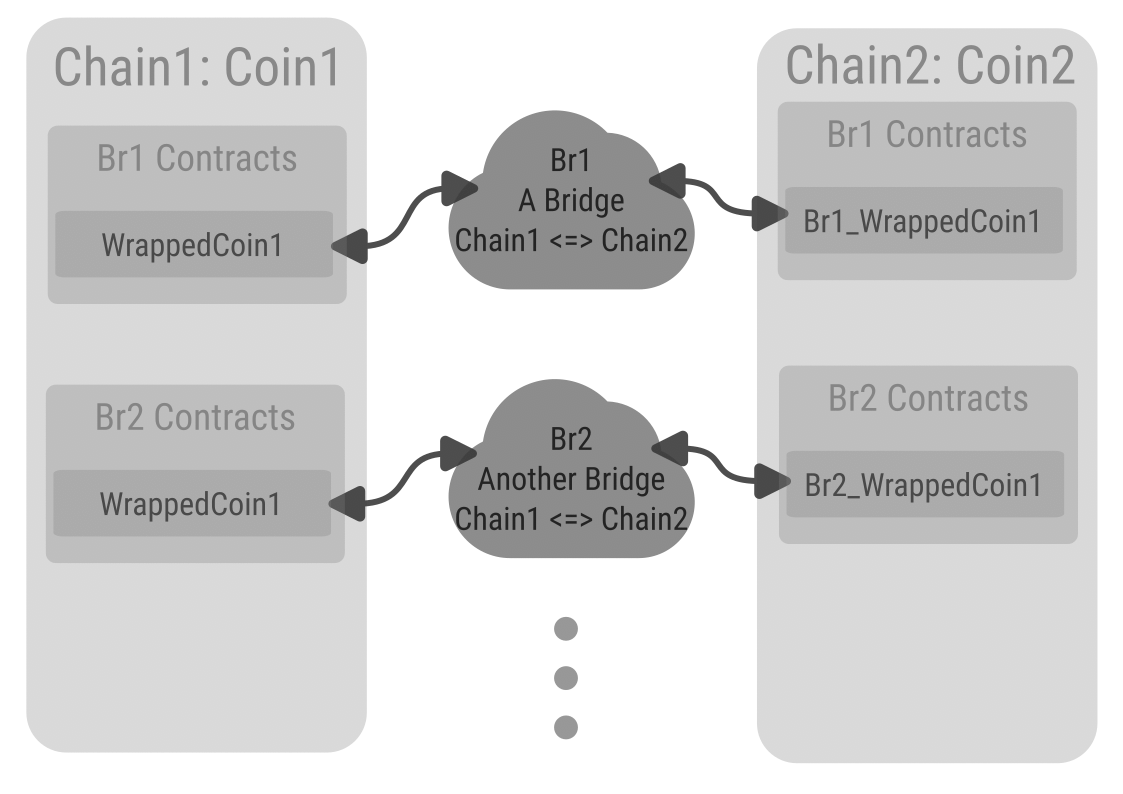 Chain1: Coin1
Br1 Contracts
WrappedCoin1
Br2 Contracts
WrappedCoin1
Br1
A Bridge
Chain1 <=> Chain2
Br2
Another Bridge
Chain1 <=> Chain2
Chain2: Coin2
Br1 Contracts
Br1_WrappedCoin1
Br2 Contracts
Br2_WrappedCoin1